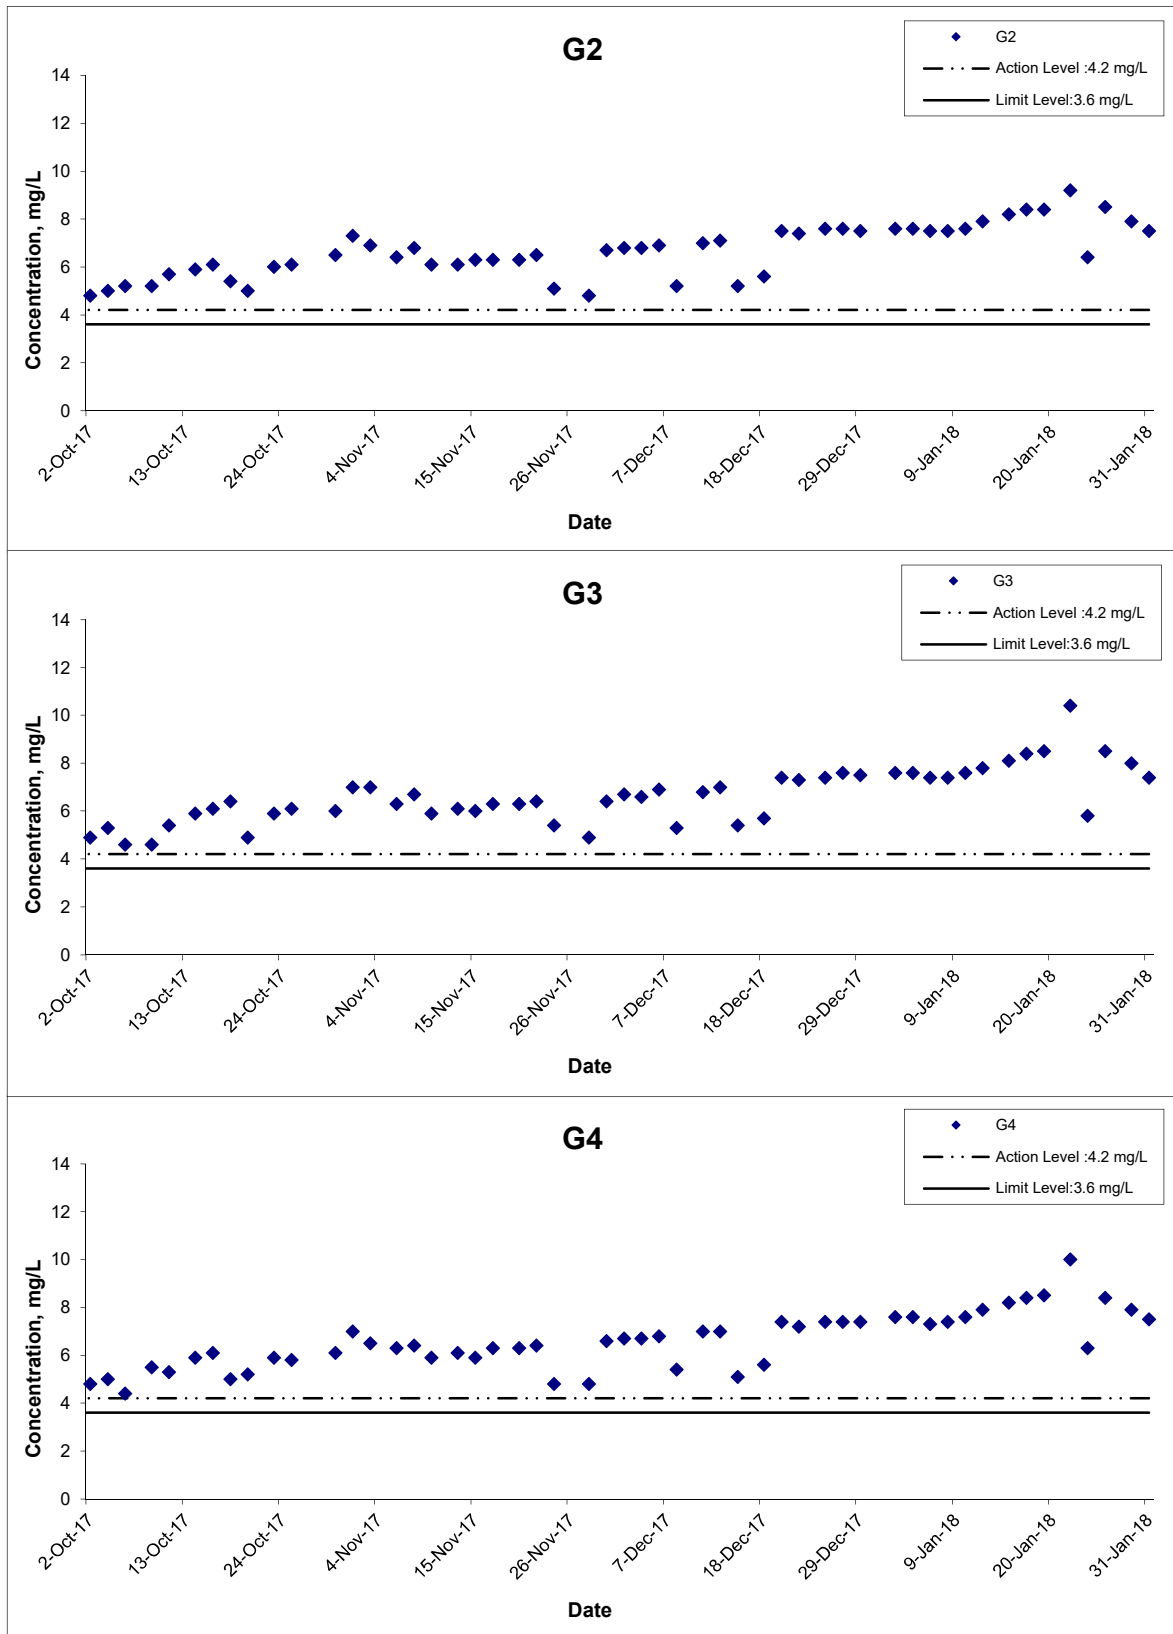 G2
G2
Action Level :4.2 mg/L
Limit Level:3.6 mg/L
Concentration, mg/L
14
12
10
8
6
4
2
0
2-Oct-17
13-Oct-17
24-Oct-17
4-Nov-17
15-Nov-17
26-Nov-17
7-Dec-17
18-Dec-17
29-Dec-17
9-Jan-18
20-Jan-18
31-Jan-18
Date
G3
G3
Action Level :4.2 mg/L
Limit Level:3.6 mg/L
Concentration, mg/L
14
12
10
8
6
4
2
0
2-Oct-17
13-Oct-17
24-Oct-17
4-Nov-17
15-Nov-17
26-Nov-17
7-Dec-17
18-Dec-17
29-Dec-17
9-Jan-18
20-Jan-18
31-Jan-18
Date
G4
G4
Action Level :4.2 mg/L
Limit Level:3.6 mg/L
Concentration, mg/L
14
12
10
8
6
4
2
0
2-Oct-17
13-Oct-17
24-Oct-17
4-Nov-17
15-Nov-17
26-Nov-17
7-Dec-17
18-Dec-17
29-Dec-17
9-Jan-18
20-Jan-18
31-Jan-18
Date